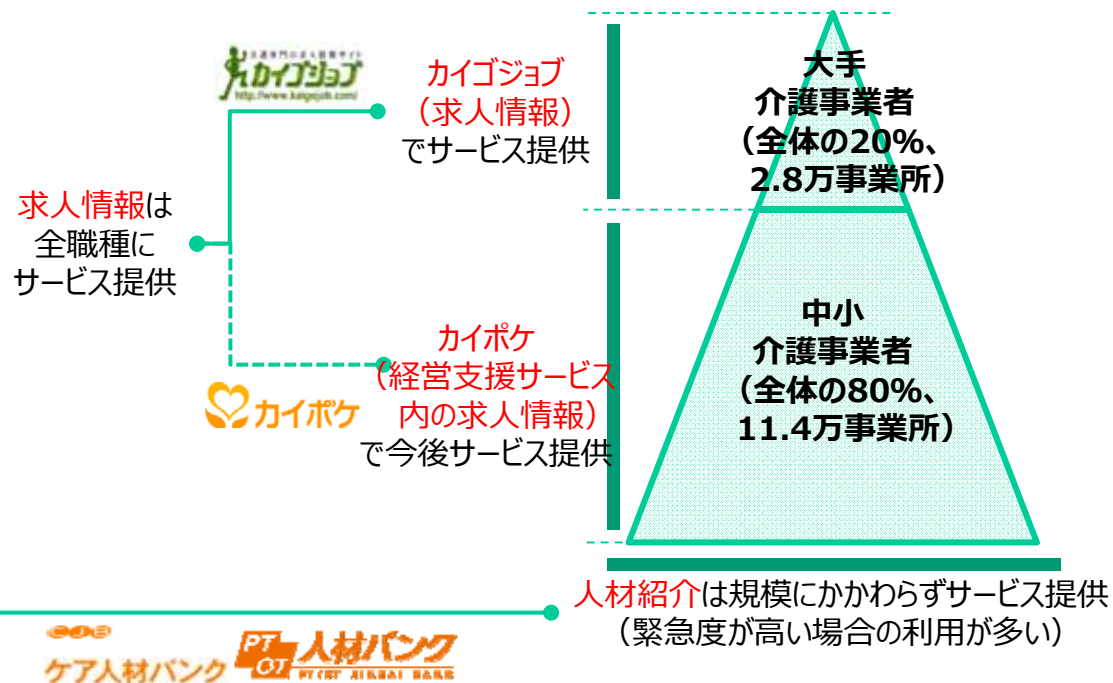 カイゴジョブ
http://www.kaigojob.com/
カイゴジョブ
(求人情報)
でサービス提供
求人情報は
全職種に
サービス提供
カイポケ
カイポケ
(経営支援サービス
内の求人情報)
で今後サービス提供
大手
介護事業者
(全体の20%、
2.8万事業所)
中小
介護事業者
(全体の80%、
11.4万事業所)
人材紹介は規模にかかわらずサービス提供
(緊急度が高い場合の利用が多い)
ケア人材バンク
PT OT 人材バンク
PT/OT JINZAI BANK